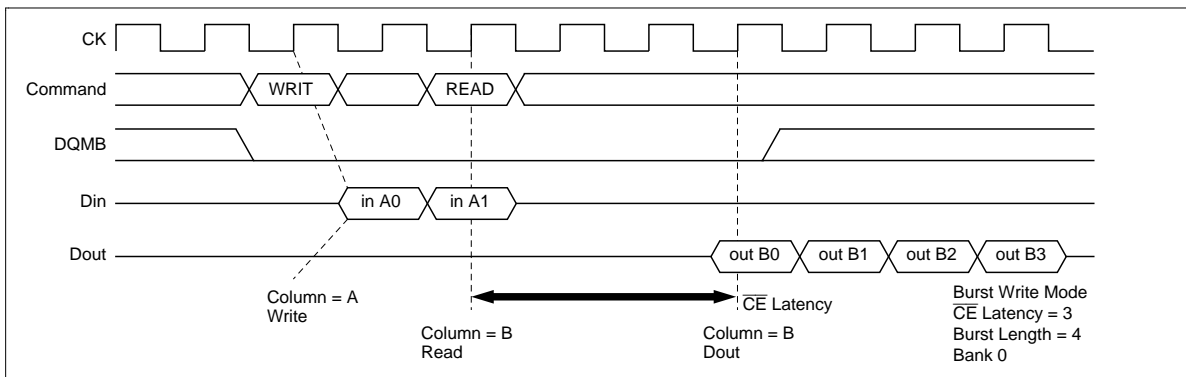 CK
Command
WRIT
READ
DQMB
Din
in A0
in A1
Dout
out B0
out B1
out B2
out B3
Column = A
Write
Column = B
Read
CE Latency
Column = B
Dout
Burst Write Mode
CE Latency = 3
Burst Length = 4
Bank 0